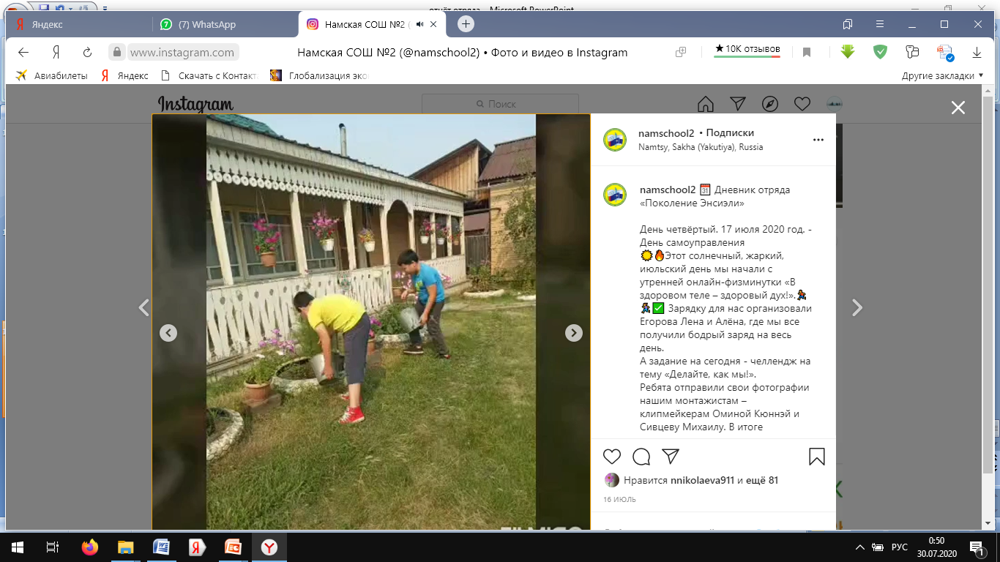 отчёт отряда - Microsoft PowerPoint
Яндекс
(7) WhatsApp
Намская СОШ №2 (
www.instagram.com
Намская СОШ №2 (@namschool2) • Фото и видео в Instagram
★10K отзывов
Авиабилеты
Яндекс
Скачать с Контакт
Глобализация эко
Другие закладки
Instagram
Поиск
namschool2 • Подписки
Namtsy, Sakha (Yakutiya), Russia
namschool2 📅 Дневник отряда
«Поколение Энсиэли»
День четвёртый. 17 июля 2020 год. -
День самоуправления
Этот солнечный, жаркий,
июльский день мы начали с
утренней онлайн-физминутки «В
здоровом теле – здоровый дух!».
Зарядку для нас организовали
Егорова Лена и Алёна, где мы все
получили бодрый заряд на весь
день.
А задание на сегодня - челлендж на
тему «Делайте, как мы!».
Ребята отправили свои фотографии
нашим монтажистам –
клипмейкерам Оминой Кюннэй и
Сивцеву Михаилу. В итоге
Нравится nnikolaeva911 и ещё 81
16 ИЮЛЬ
РУС
0:50
30.07.2020
1